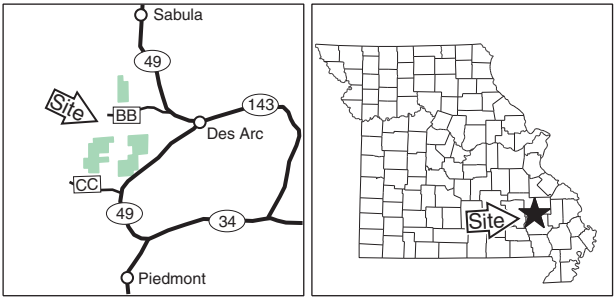 Sabula
49
Site
BB
143
Des Arc
CC
49
34
Piedmont
Site